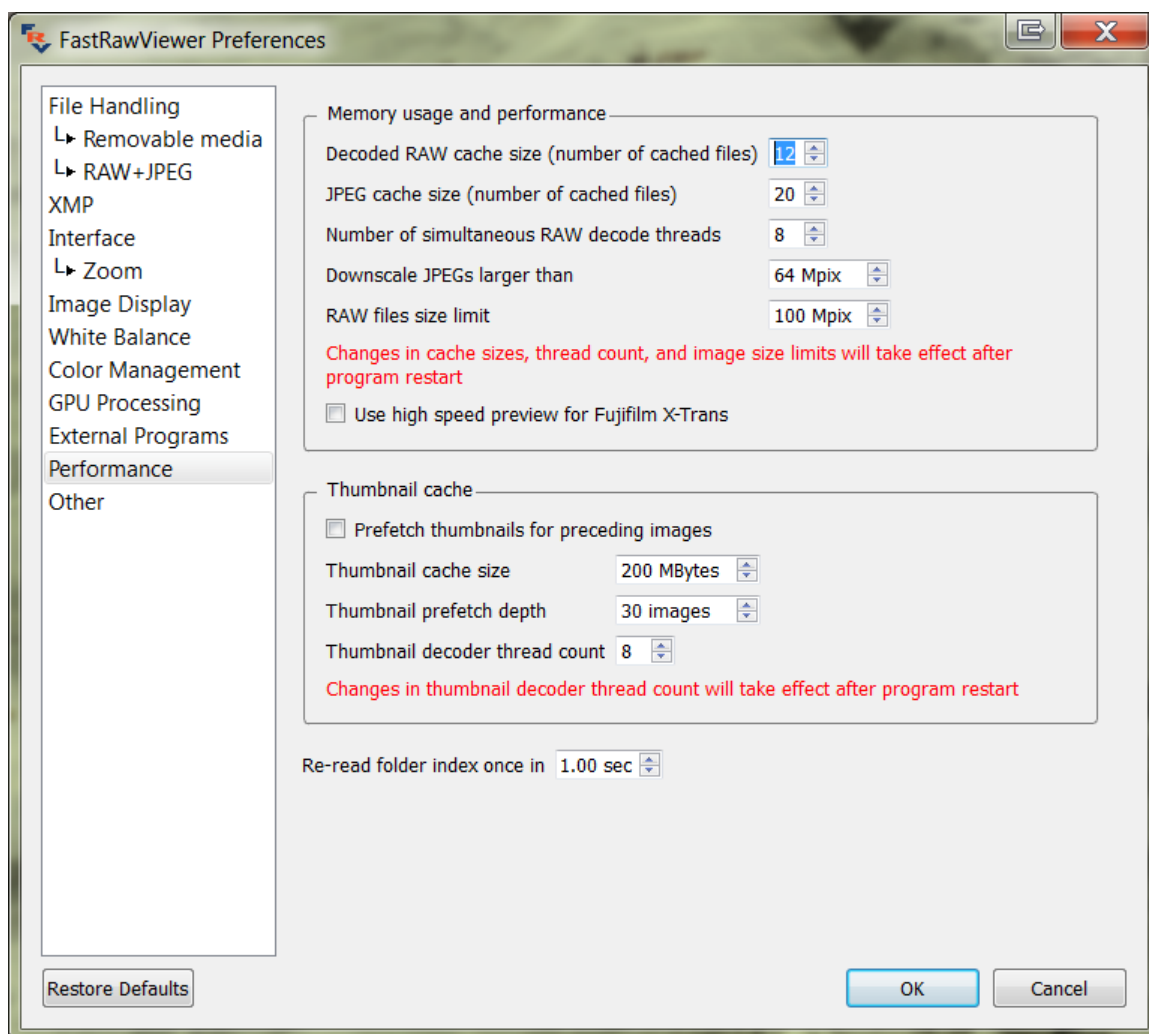 FastRawViewer Preferences
File Handling
Removable media
RAW+JPEG
XMP
Interface
Zoom
Image Display
White Balance
Color Management
GPU Processing
External Programs
Performance
Other
Memory usage and performance
Decoded RAW cache size (number of cached files) 12
JPEG cache size (number of cached files) 20
Number of simultaneous RAW decode threads 8
Downscale JPEGs larger than 64 Mpix
RAW files size limit 100 Mpix
Changes in cache sizes, thread count, and image size limits will take effect after
program restart
Use high speed preview for Fujifilm X-Trans
Thumbnail cache
Prefetch thumbnails for preceding images
Thumbnail cache size 200 MBytes
Thumbnail prefetch depth 30 images
Thumbnail decoder thread count 8
Changes in thumbnail decoder thread count will take effect after program restart
Re-read folder index once in 1.00 sec
Restore Defaults
OK
Cancel